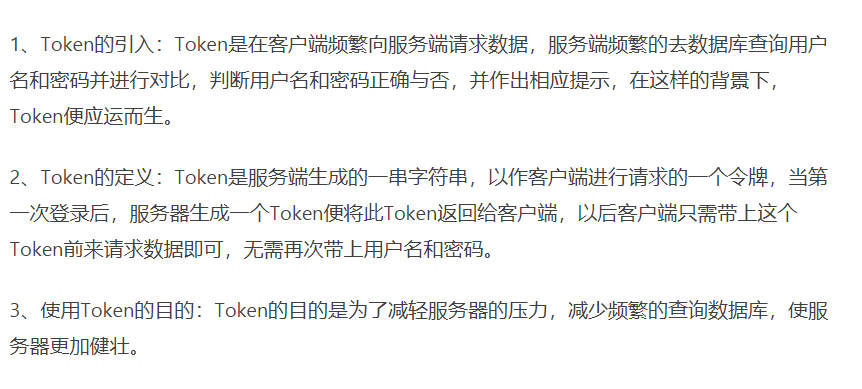 1、Token的引入：Token是在客户端频繁向服务端请求数据，服务端频繁的去数据库查询用户
名和密码并进行对比，判断用户名和密码正确与否，并作出相应提示，在这样的背景下，
Token便应运而生。
2、Token的定义：Token是服务端生成的一串字符串，以作客户端进行请求的一个令牌，当第
一次登录后，服务器生成一个Token便将此Token返回给客户端，以后客户端只需带上这个
Token前来请求数据即可，无需再次带上用户名和密码。
3、使用Token的目的：Token的目的是为了减轻服务器的压力，减少频繁的查询数据库，使服
务器更加健壮。